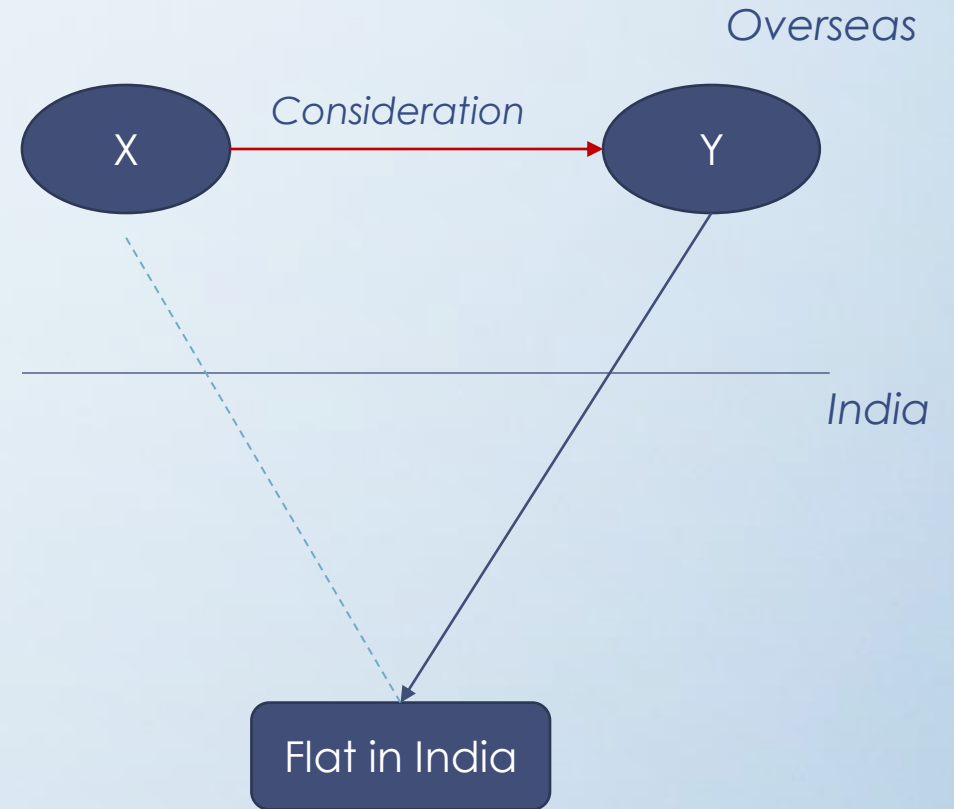 Overseas
Consideration
X
Y
India
Flat in India